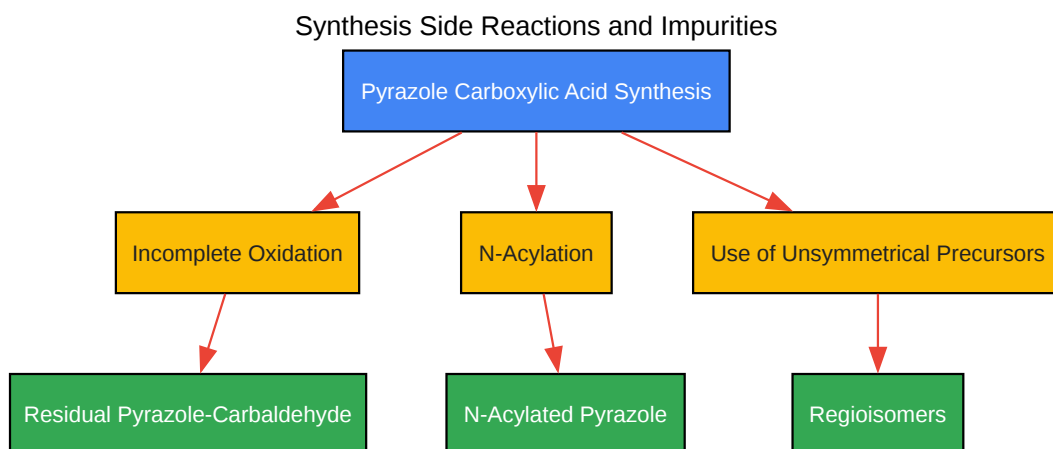 Synthesis Side Reactions and Impurities
Pyrazole Carboxylic Acid Synthesis
Incomplete Oxidation
N-Acylation
Use of Unsymmetrical Precursors
Residual Pyrazole-Carbaldehyde
N-Acylated Pyrazole
Regioisomers